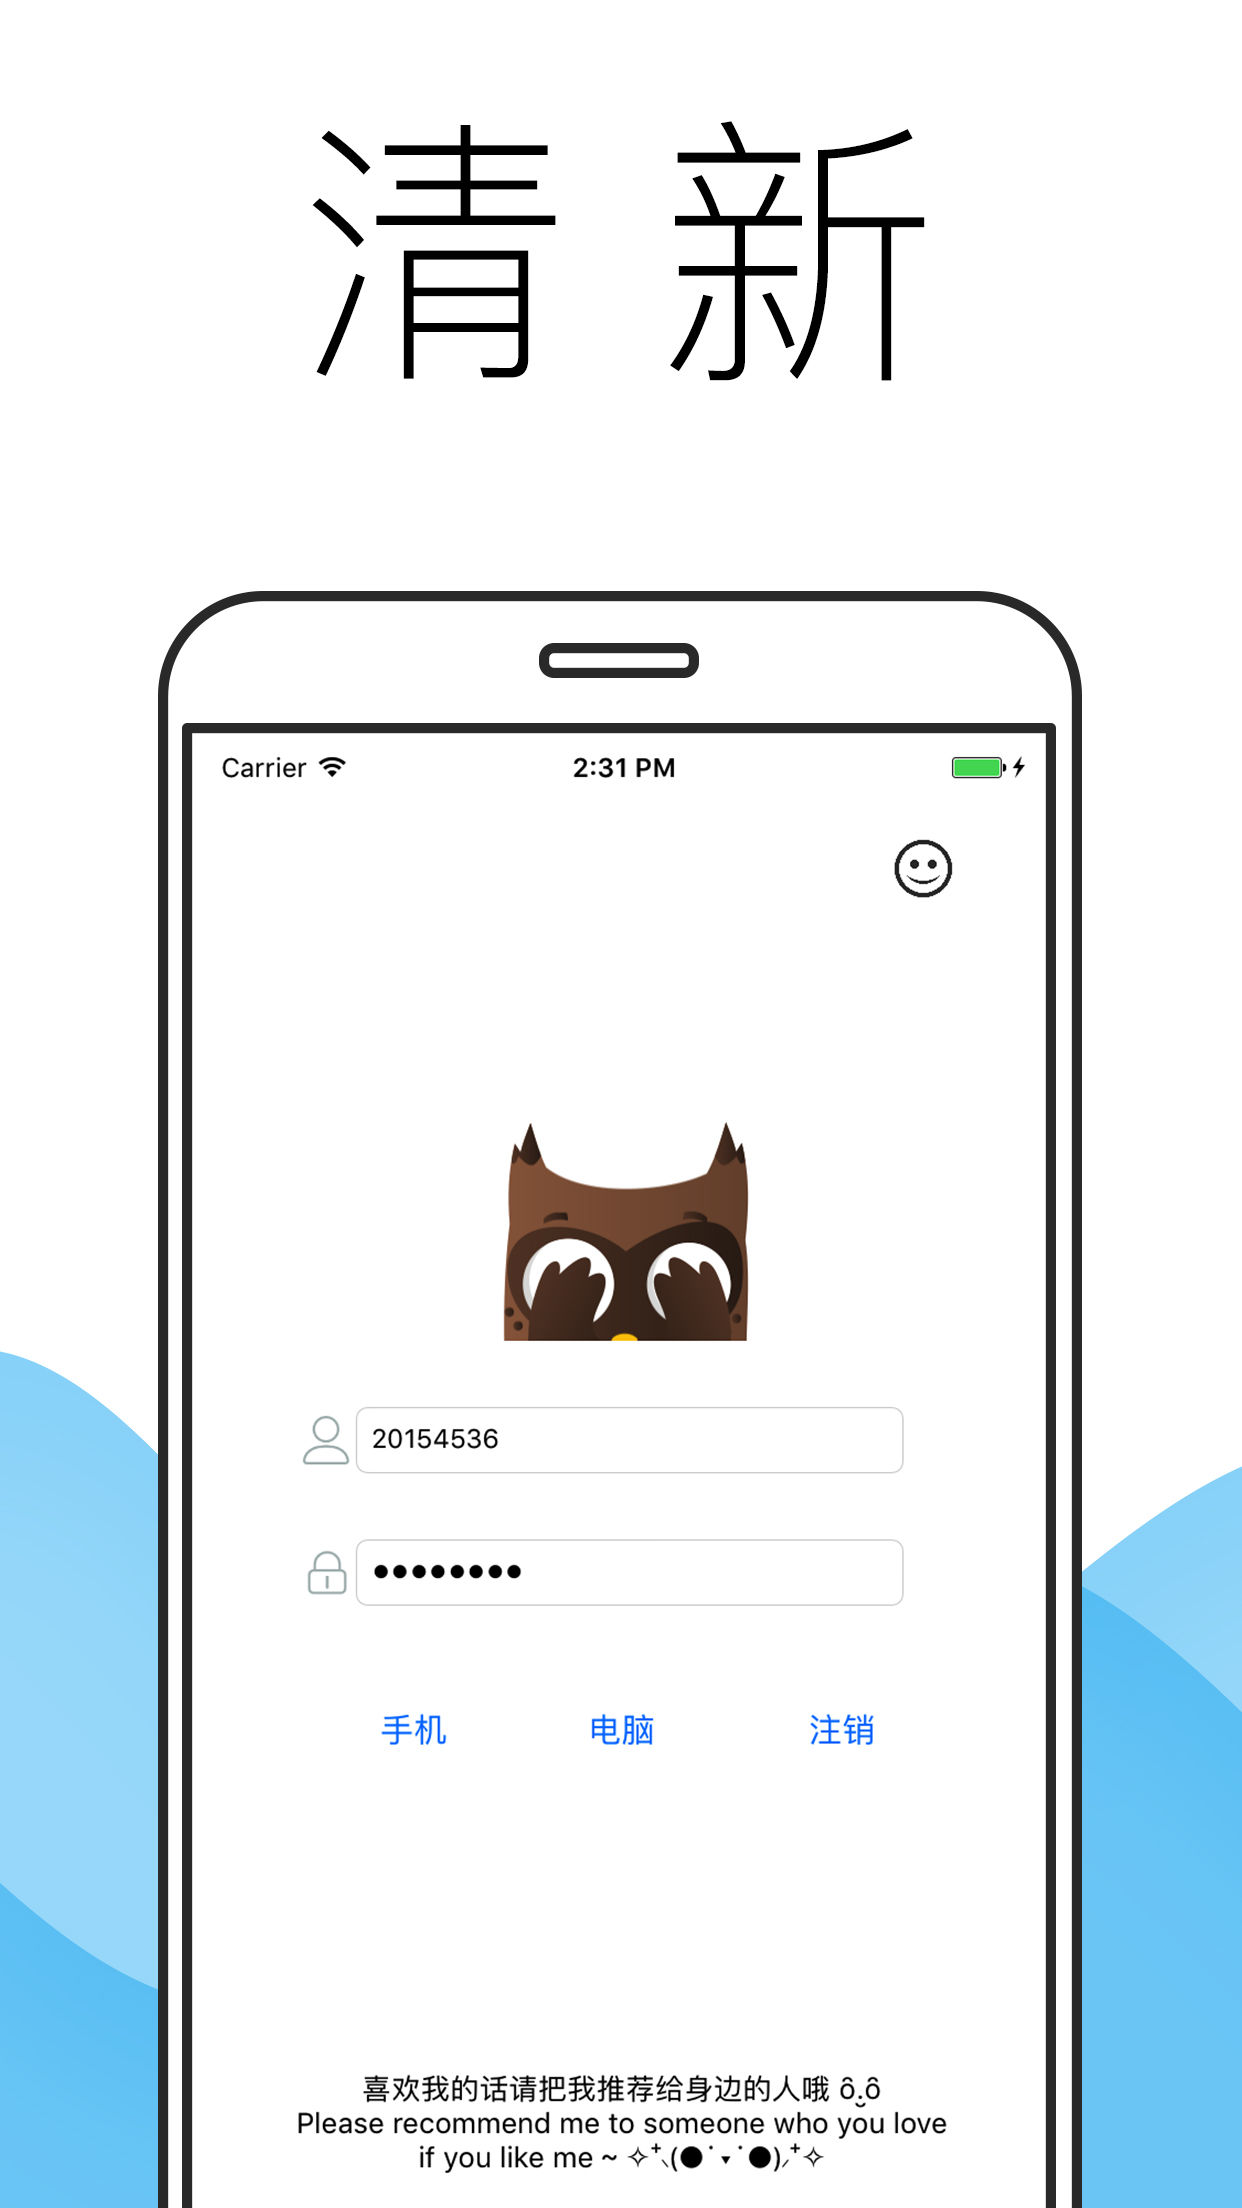 清 新
Carrier 2:31 PM
20154536
●●●●●●●●
手机 电脑 注销
喜欢我的话请把我推荐给身边的人哦 ȏ.̮ȏ
Please recommend me to someone who you love
if you like me ~ ✧⁺⸜(●˙▾˙●)⸝⁺✧